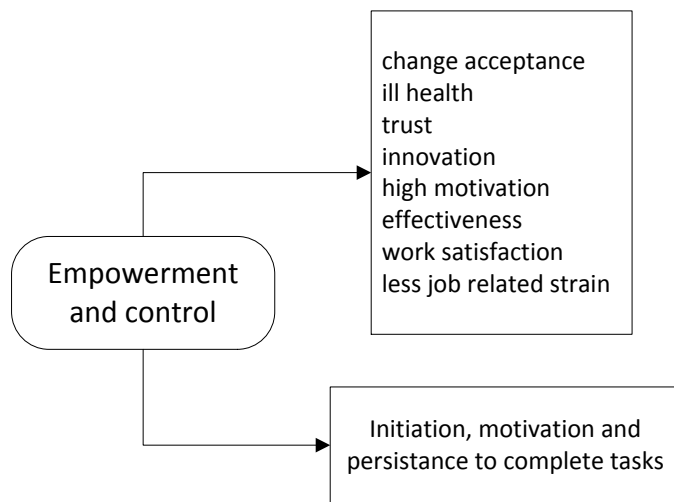 change acceptance
ill health
trust
innovation
high motivation
effectiveness
work satisfaction
less job related strain
Empowerment
and control
Initiation, motivation and
persistance to complete tasks